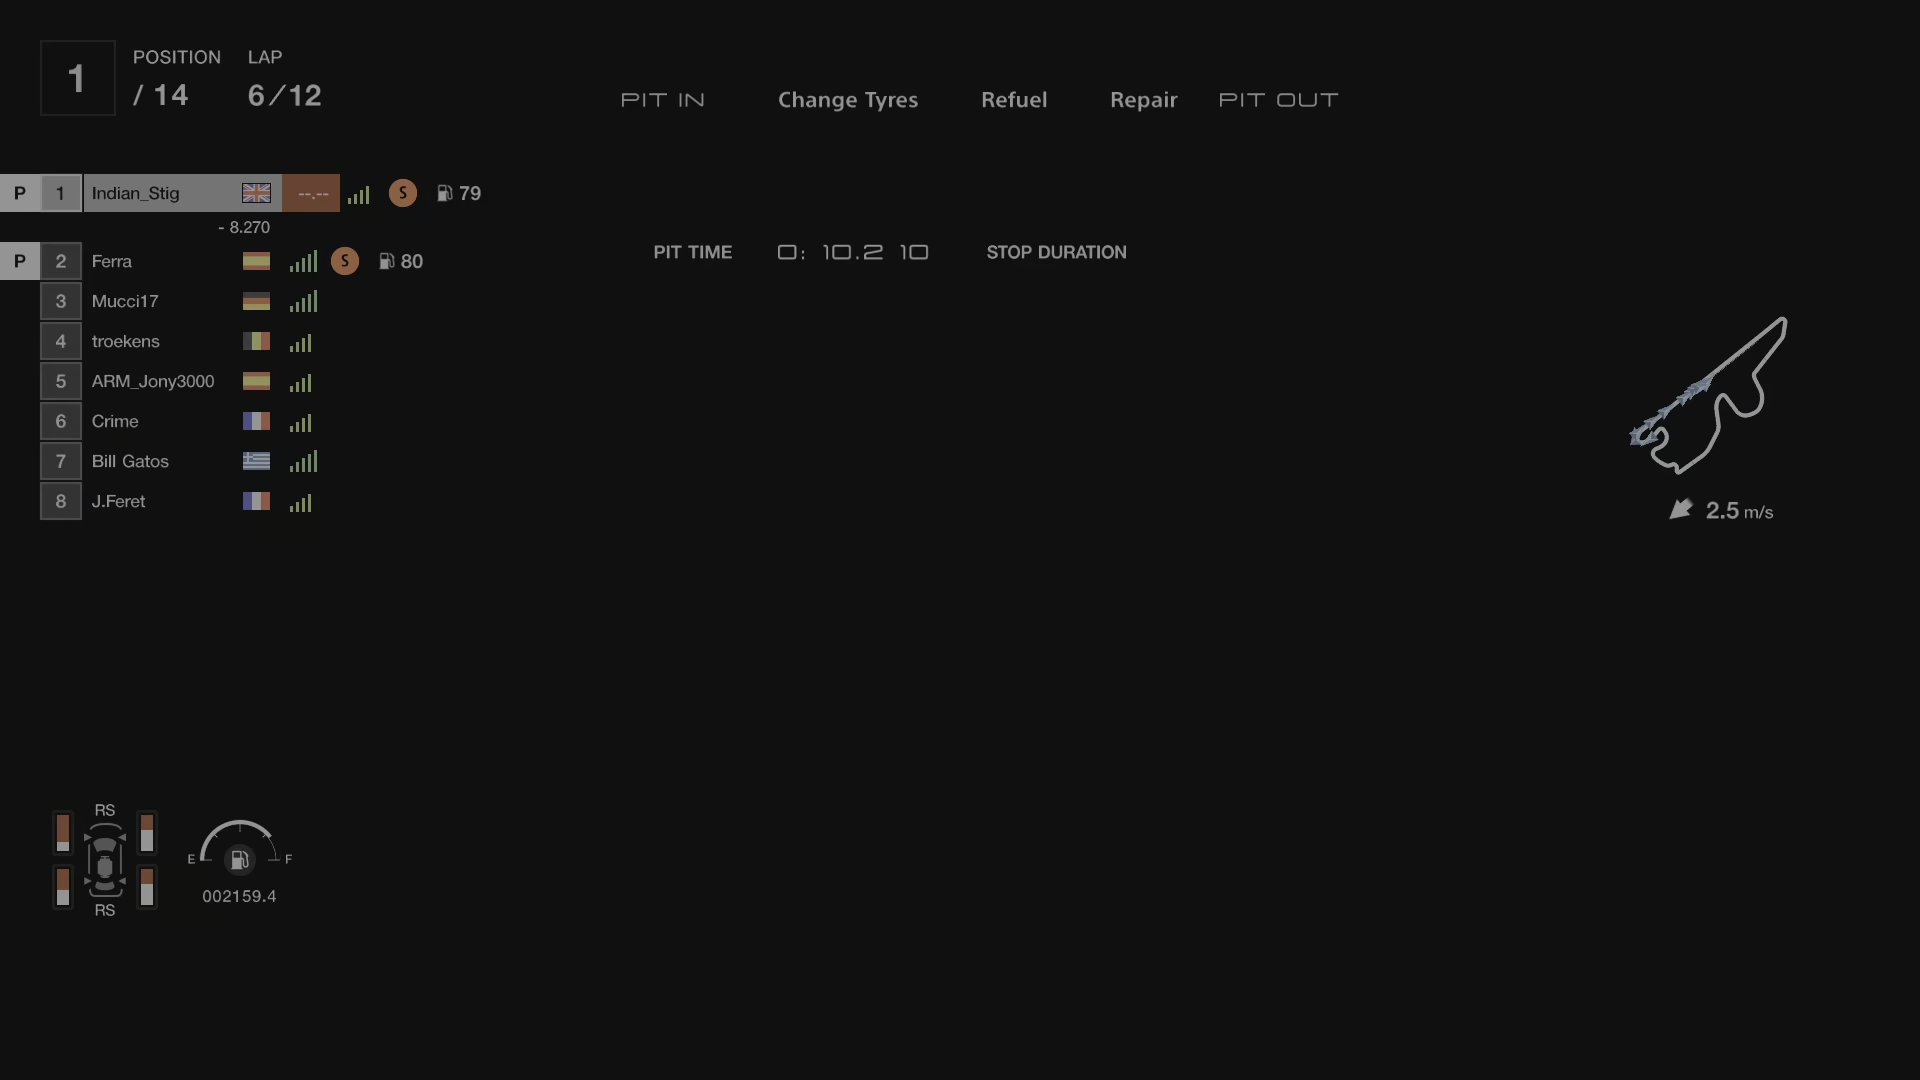 1 POSITION / 14 LAP 6/12
PIT IN Change Tyres Refuel Repair PIT OUT
P 1 Indian_Stig --.-- S 79
- 8.270
P 2 Ferra S 80
PIT TIME 0: 10.2 10 STOP DURATION
3 Mucci17
4 troekens
5 ARM_Jony3000
6 Crime
7 Bill Gatos
8 J.Feret
2.5 m/s
RS
E F
002159.4
RS